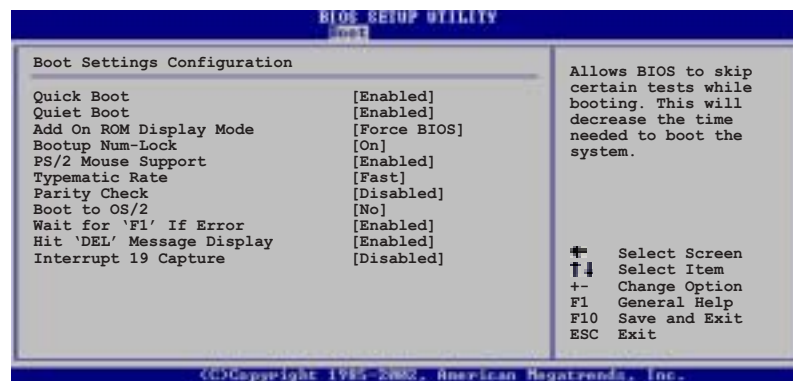 BIOS SETUP UTILITY
Boot
Boot Settings Configuration
Quick Boot [Enabled]
Quiet Boot [Enabled]
Add On ROM Display Mode [Force BIOS]
Bootup Num-Lock [On]
PS/2 Mouse Support [Enabled]
Typematic Rate [Fast]
Parity Check [Disabled]
Boot to OS/2 [No]
Wait for ‘F1’ If Error [Enabled]
Hit ‘DEL’ Message Display [Enabled]
Interrupt 19 Capture [Disabled]
Allows BIOS to skip
certain tests while
booting. This will
decrease the time
needed to boot the
system.
Select Screen
↑↓ Select Item
+- Change Option
F1 General Help
F10 Save and Exit
ESC Exit
(C)Copyright 1985-2002, American Megatrends, Inc.